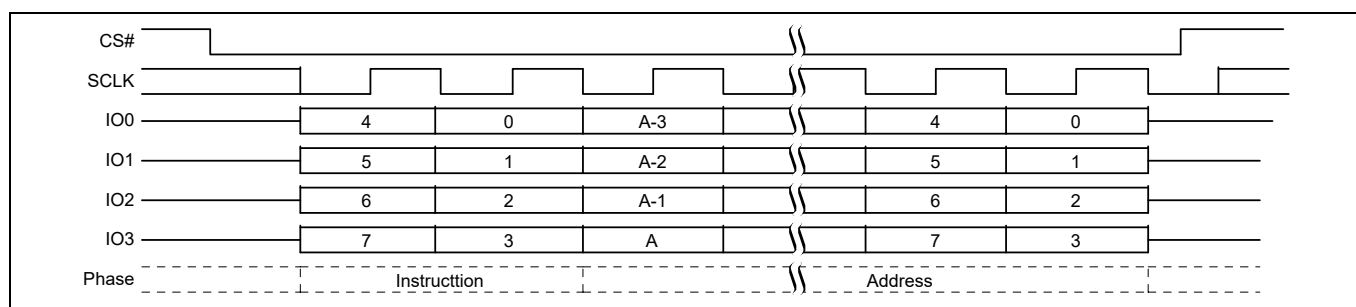 CS#
SCLK
IO0 4 0 A-3 4 0
IO1 5 1 A-2 5 1
IO2 6 2 A-1 6 2
IO3 7 3 A 7 3
Phase Instructtion Address